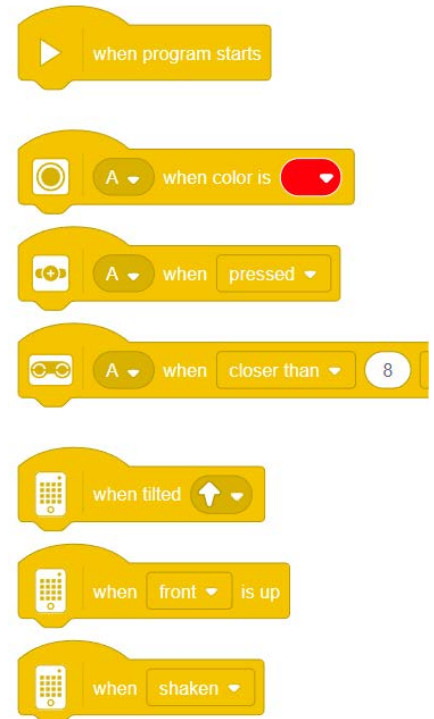 when program starts
A when color is
A when pressed
A when closer than 8
when tilted
when front is up
when shaken